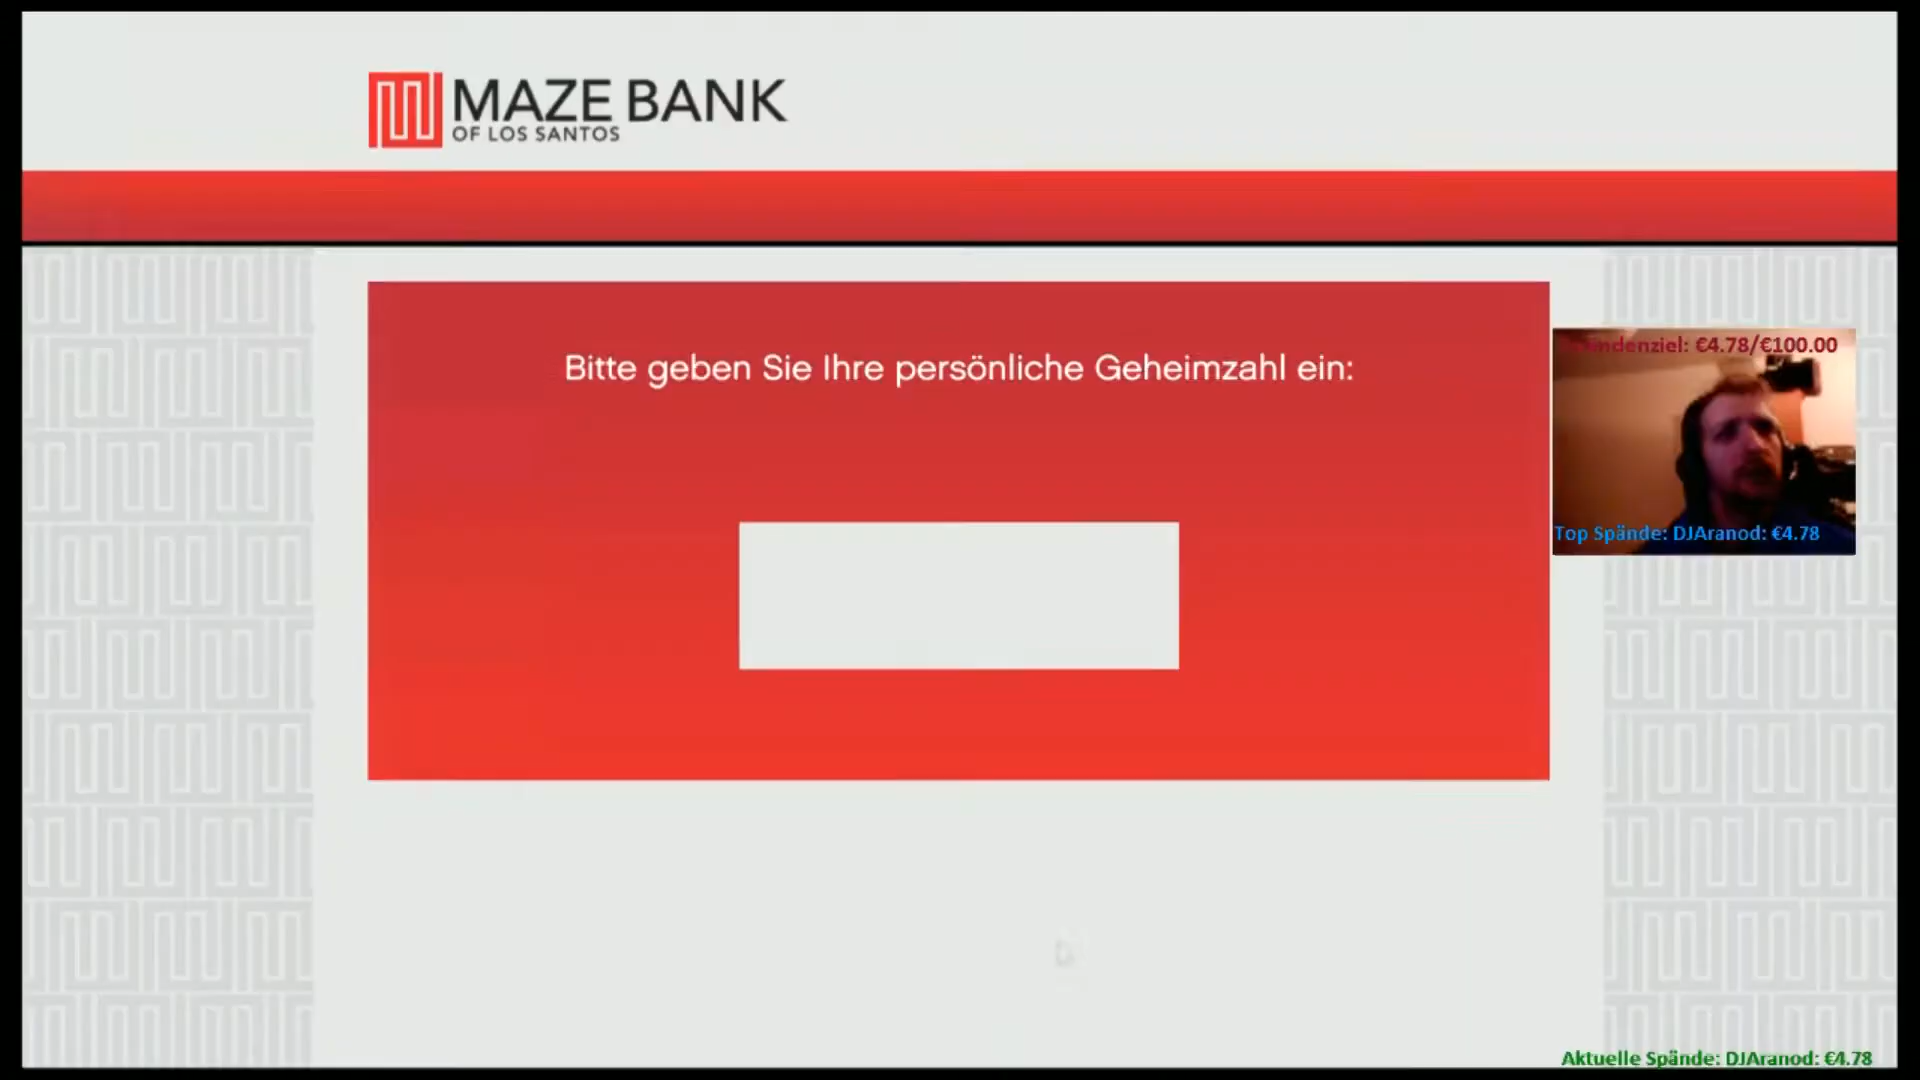 MAZE BANK
OF LOS SANTOS
Bitte geben Sie Ihre persönliche Geheimzahl ein:
€4.78/€100.00
Top Spände: DJAranod: €4.78
Aktuelle Spände: DJAranod: €4.78